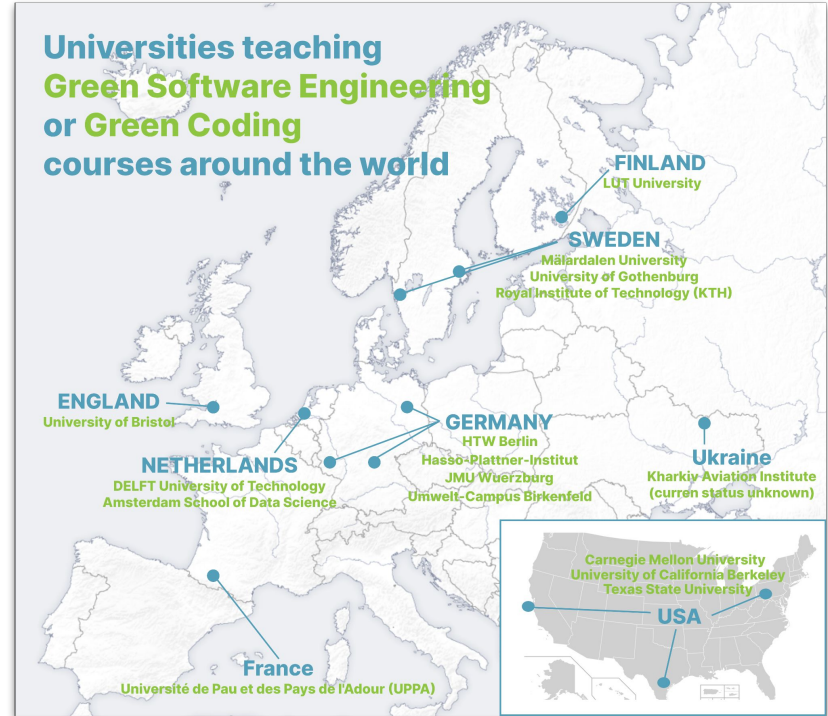 Universities teaching
Green Software Engineering
or Green Coding
courses around the world
FINLAND
LUT University
SWEDEN
Mälardalen University
University of Gothenburg
Royal Institute of Technology (KTH)
ENGLAND
University of Bristol
GERMANY
HTW Berlin
Hasso-Plattner-Institut
JMU Wuerzburg
Umwelt-Campus Birkenfeld
NETHERLANDS
DELFT University of Technology
Amsterdam School of Data Science
Ukraine
Kharkiv Aviation Institute
(curren status unknown)
Carnegie Mellon University
University of California Berkeley
Texas State University
USA
France
Université de Pau et des Pays de l'Adour (UPPA)